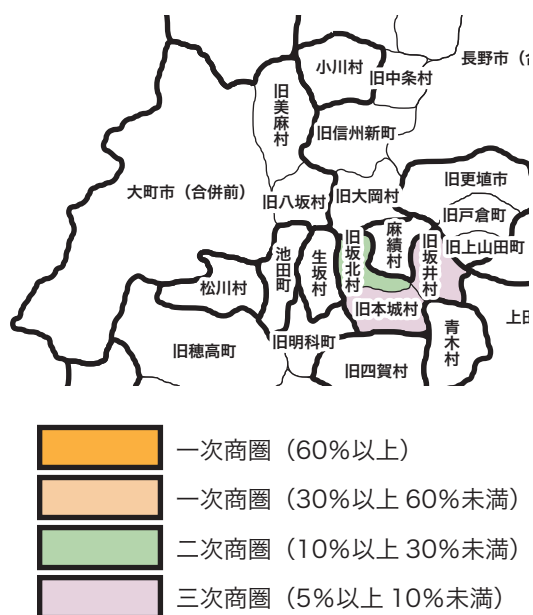 小川村
旧中条村
長野市（合
旧美麻村
旧信州新町
大町市（合併前）
旧八坂村
旧大岡村
旧更埴市
旧戸倉町
旧上山田町
麻績村
旧坂井村
旧坂北村
生坂村
池田町
松川村
旧本城村
上田
青木村
旧明科町
旧穂高町
旧四賀村
一次商圏（60%以上）
一次商圏（30%以上 60%未満）
二次商圏（10%以上 30%未満）
三次商圏（5%以上 10%未満）